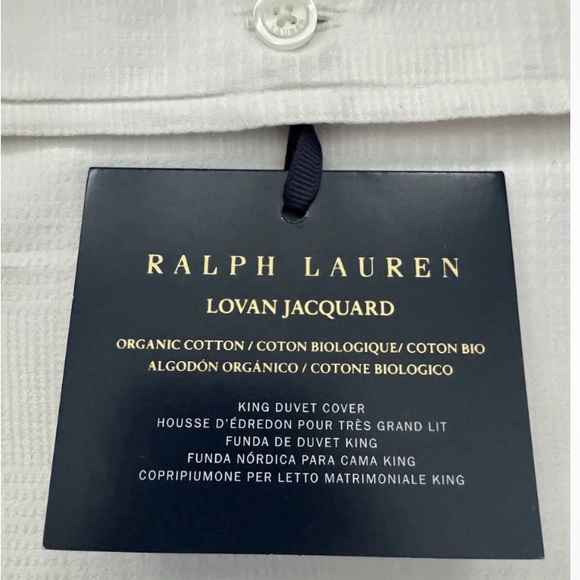 RALPH LAUREN
LOVAN JACQUARD
ORGANIC COTTON / COTON BIOLOGIQUE/ COTON BIO
ALGODÓN ORGÁNICO / COTONE BIOLOGICO
KING DUVET COVER
HOUSSE D'ÉDREDON POUR TRÈS GRAND LIT
FUNDA DE DUVET KING
FUNDA NÓRDICA PARA CAMA KING
COPRIPIUMONE PER LETTO MATRIMONIALE KING